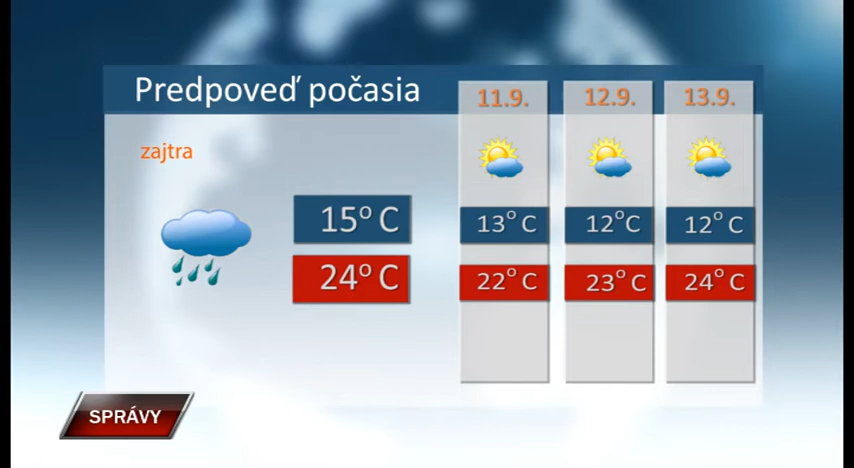 Predpoveď počasia
zajtra
15° C
24° C
11.9.
13° C
22° C
12.9.
12°C
23° C
13.9.
12° C
24° C
SPRÁVY